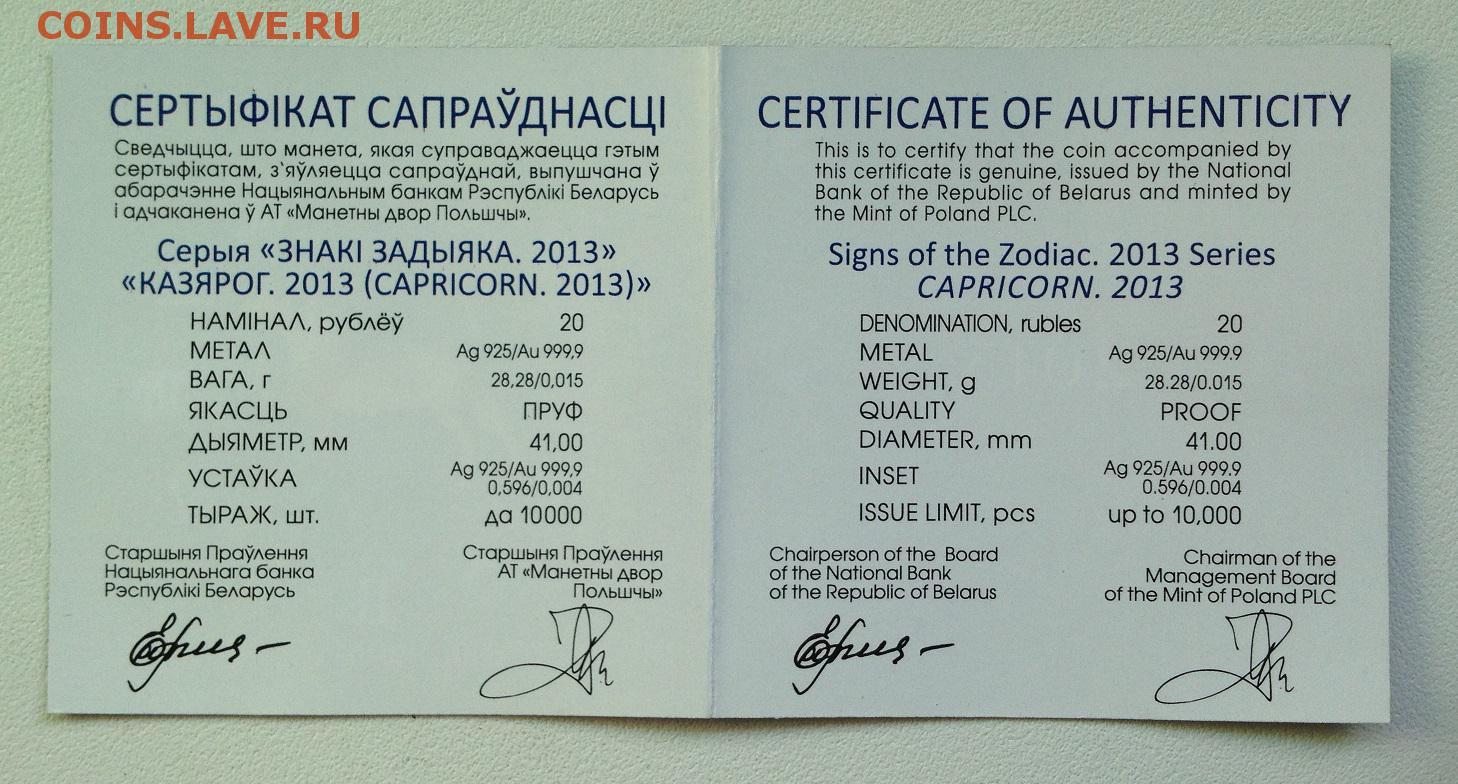 COINS.LAVE.RU
СЕРТЫФІКАТ САПРАЎДНАСЦІ
Сведчыцца, што манета, якая суправаджаецца гэтым
сертыфікатам, з'яўляецца сапраўднай, выпушчана ў
абарачэнне Нацыянальным банкам Рэспублікі Беларусь
і адчаканена ў АТ «Манетны двор Польшчы».
Серыя «ЗНАКІ ЗАДЫЯКА. 2013»
«КАЗЯРОГ. 2013 (CAPRICORN. 2013)»
НАМІНАЛ, рублёў 20
МЕТАЛ Ag 925/Au 999,9
ВАГА, г 28,28/0,015
ЯКАСЦЬ ПРУФ
ДЫЯМЕТР, мм 41,00
УСТАЎКА Ag 925/Au 999,9
0,596/0,004
ТЫРАЖ, шт. да 10000
Старшыня Праўлення
Нацыянальнага банка
Рэспублікі Беларусь
Старшыня Праўлення
АТ «Манетны двор
Польшчы»
CERTIFICATE OF AUTHENTICITY
This is to certify that the coin accompanied by
this certificate is genuine, issued by the National
Bank of the Republic of Belarus and minted by
the Mint of Poland PLC.
Signs of the Zodiac. 2013 Series
CAPRICORN. 2013
DENOMINATION, rubles 20
METAL Ag 925/Au 999.9
WEIGHT, g 28.28/0.015
QUALITY PROOF
DIAMETER, mm 41.00
INSET Ag 925/Au 999.9
0.596/0.004
ISSUE LIMIT, pcs up to 10,000
Chairperson of the Board
of the National Bank
of the Republic of Belarus
Chairman of the
Management Board
of the Mint of Poland PLC